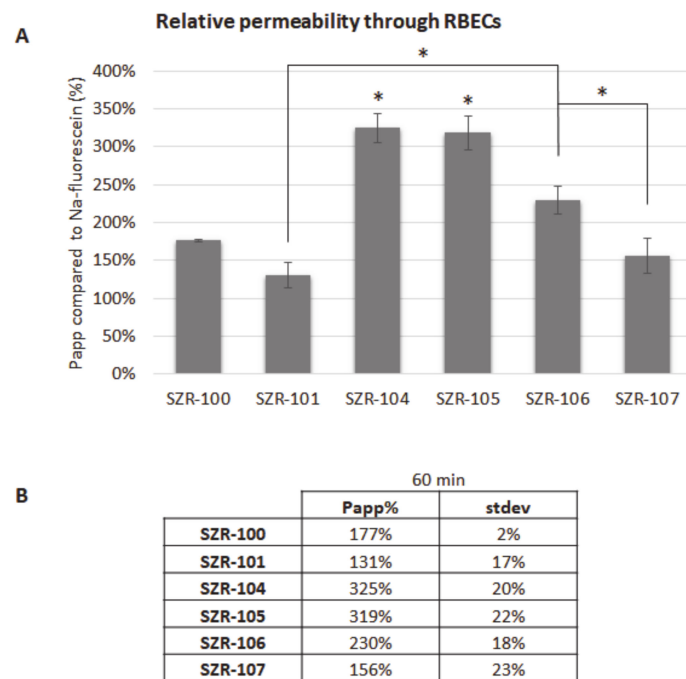 A
Relative permeability through RBECs
Papp compared to Na-fluorescein (%)
400%
350%
300%
250%
200%
150%
100%
50%
0%
*
*
*
*
SZR-100 SZR-101 SZR-104 SZR-105 SZR-106 SZR-107
B
60 min
Papp% stdev
SZR-100 177% 2%
SZR-101 131% 17%
SZR-104 325% 20%
SZR-105 319% 22%
SZR-106 230% 18%
SZR-107 156% 23%